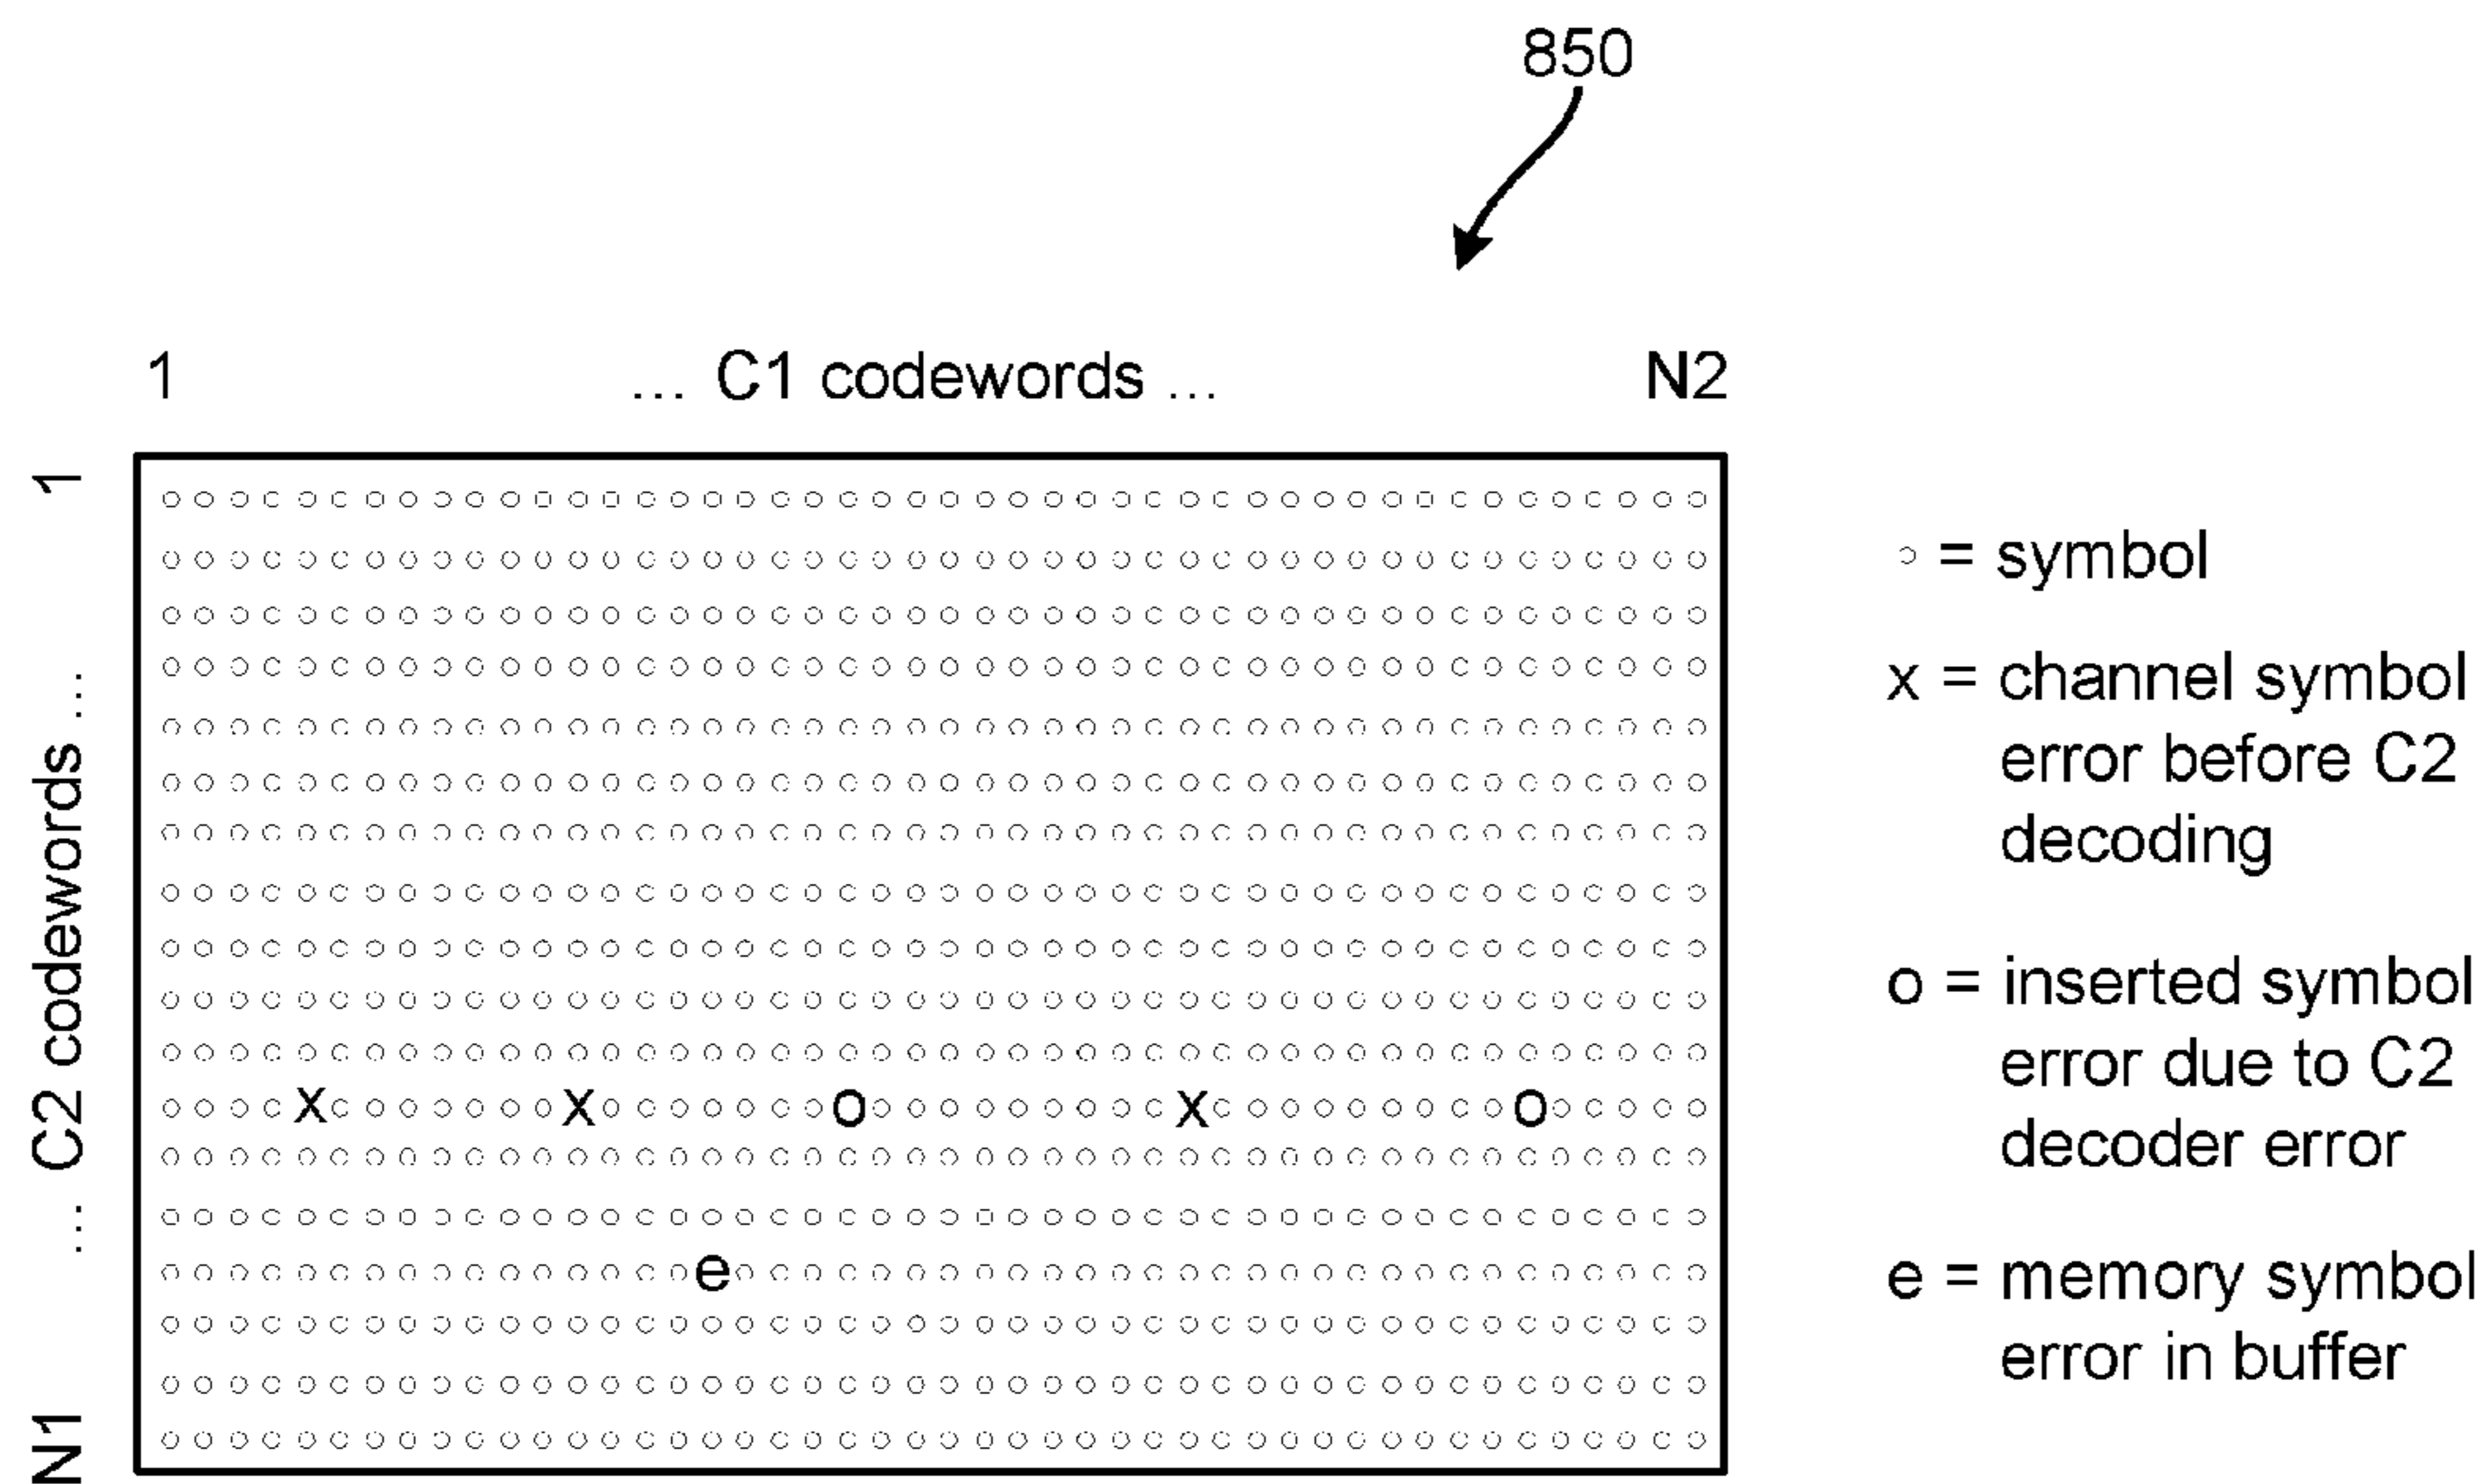 850
1 ... C1 codewords ... N2
1 ... C2 codewords ... N1
x x o x o
e
○ = symbol
x = channel symbol
error before C2
decoding
o = inserted symbol
error due to C2
decoder error
e = memory symbol
error in buffer